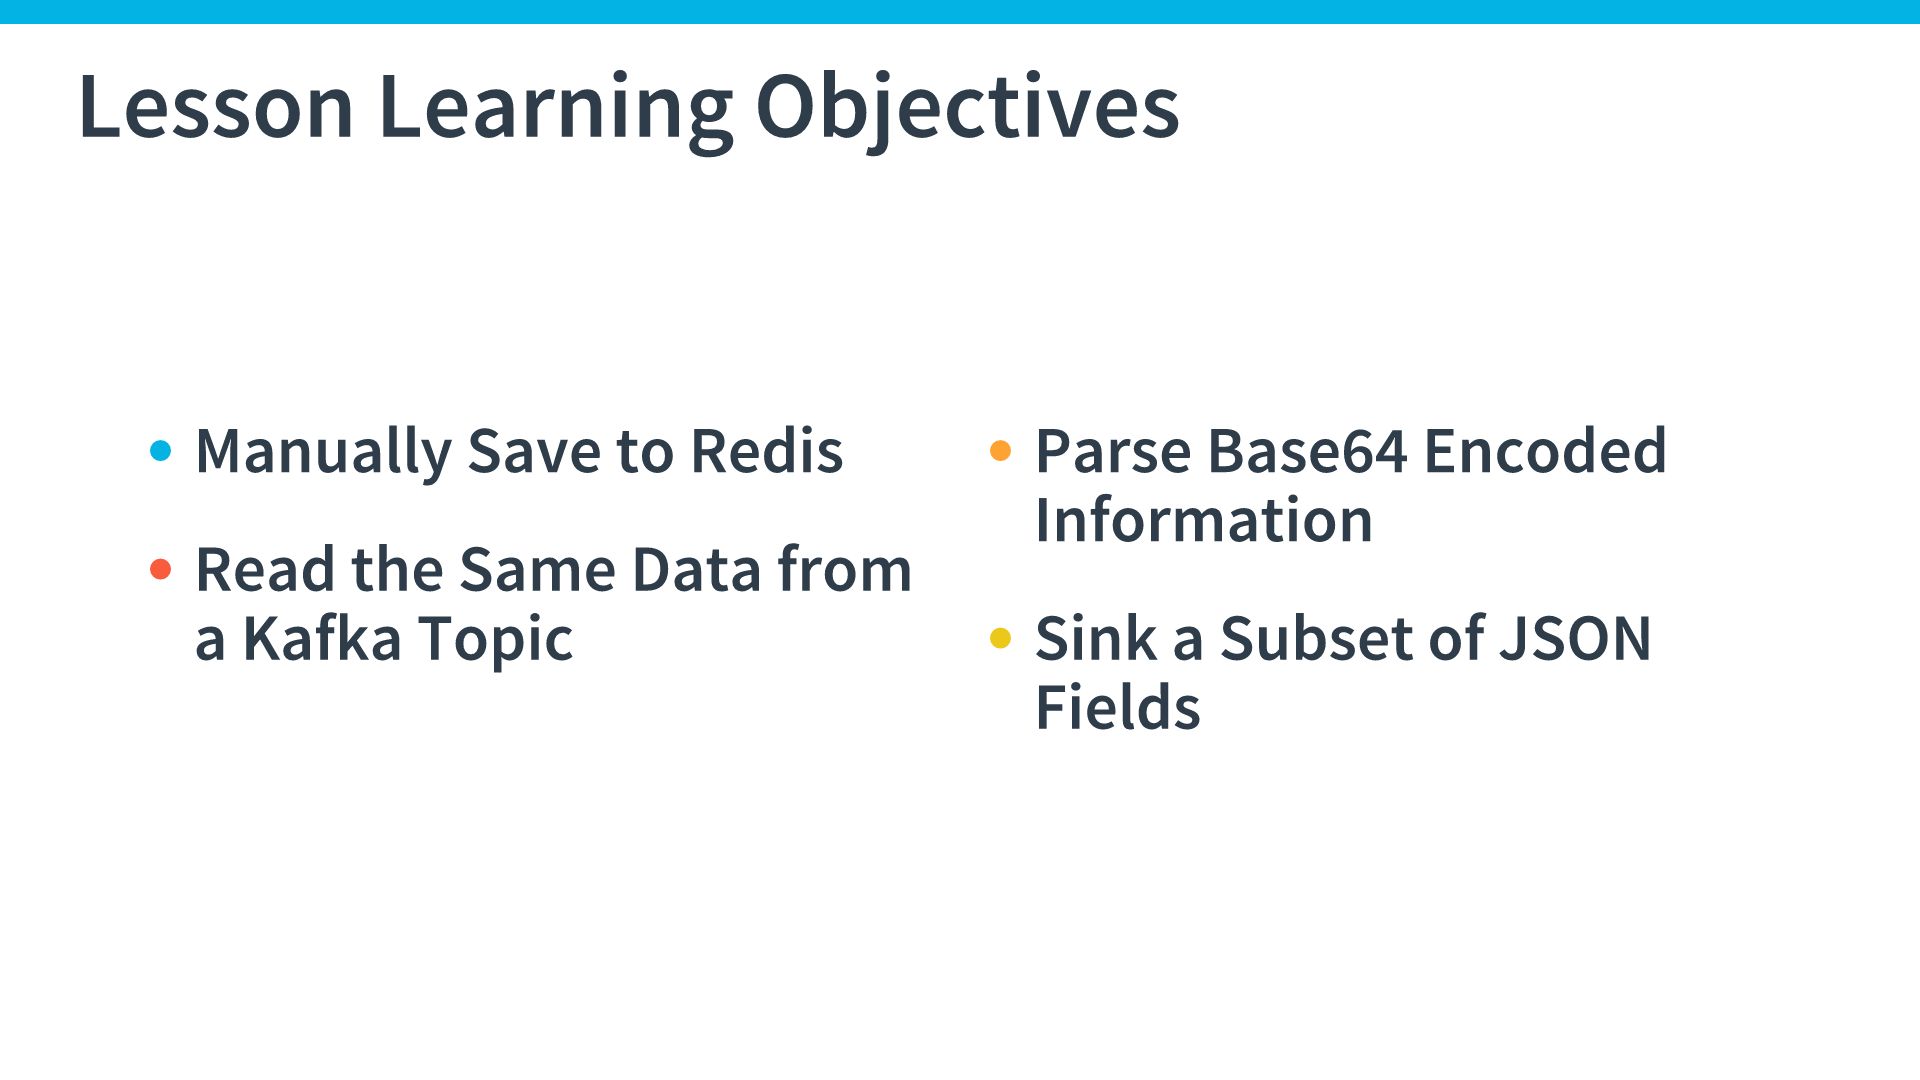 Lesson Learning Objectives
Manually Save to Redis
Read the Same Data from
a Kafka Topic
Parse Base64 Encoded
Information
Sink a Subset of JSON
Fields